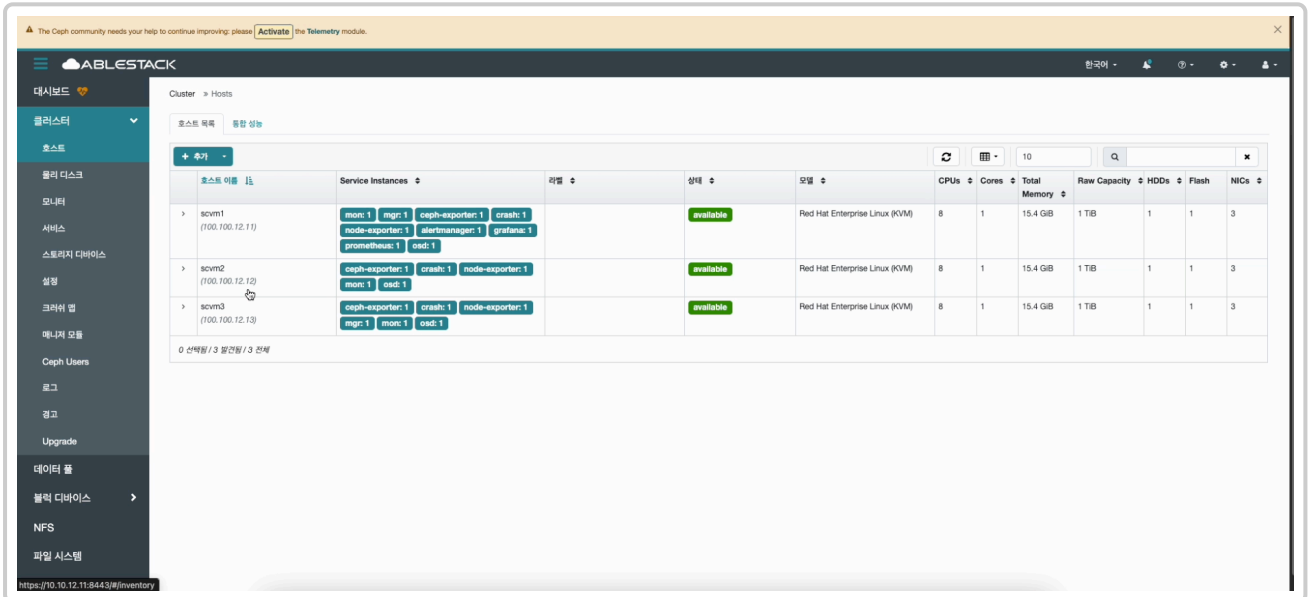 The Ceph community needs your help to continue improving: please Activate the Telemetry module.
ABLESTACK
한국어
대시보드
Cluster » Hosts
클러스터
호스트 목록 통합 성능
호스트
+ 추가
10
물리 디스크
호스트 이름 Service Instances 라벨 상태 모델 CPUs Cores Total Memory Raw Capacity HDDs Flash NICs
모니터
scvm1 mon: 1 mgr: 1 ceph-exporter: 1 crash: 1 available Red Hat Enterprise Linux (KVM) 8 1 15.4 GiB 1 TiB 1 1 3
(100.100.12.11) node-exporter: 1 alertmanager: 1 grafana: 1
서비스
prometheus: 1 osd: 1
스토리지 디바이스
scvm2 ceph-exporter: 1 crash: 1 node-exporter: 1 available Red Hat Enterprise Linux (KVM) 8 1 15.4 GiB 1 TiB 1 1 3
설정
(100.100.12.12) mon: 1 osd: 1
크러쉬 맵
scvm3 ceph-exporter: 1 crash: 1 node-exporter: 1 available Red Hat Enterprise Linux (KVM) 8 1 15.4 GiB 1 TiB 1 1 3
(100.100.12.13) mgr: 1 mon: 1 osd: 1
매니저 모듈
0 선택됨 / 3 발견됨 / 3 전체
Ceph Users
로그
경고
Upgrade
데이터 풀
블럭 디바이스
NFS
파일 시스템
https://10.10.12.11:8443/#/inventory